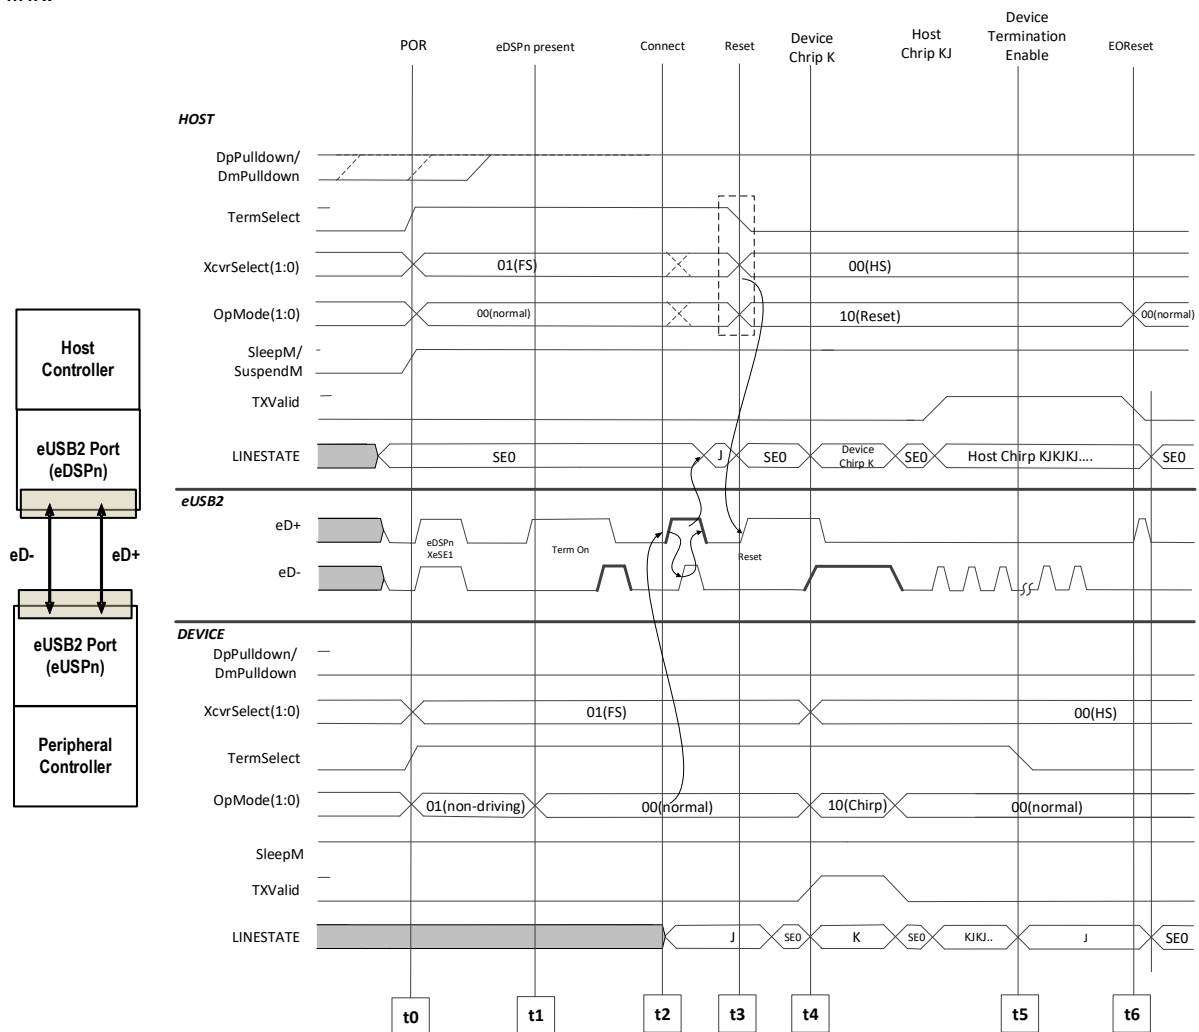 POR
eDSPn present
Connect
Reset
Device
Chrip K
Host
Chrip KJ
Device
Termination
Enable
EOReset
HOST
DpPulldown/
DmPulldown
TermSelect
XcvrSelect(1:0)
01(FS)
00(HS)
OpMode(1:0)
00(normal)
10(Reset)
00(normal)
SleepM/
SuspendM
TXValid
LINESTATE
SE0
J
SE0
Device
Chirp K
SE0
Host Chirp KJKJKJ....
SE0
eUSB2
eD+
eDSPn
XeSE1
Term On
Reset
eD-
DEVICE
DpPulldown/
DmPulldown
XcvrSelect(1:0)
01(FS)
00(HS)
TermSelect
OpMode(1:0)
01(non-driving)
00(normal)
10(Chirp)
00(normal)
SleepM
TXValid
LINESTATE
J
SE0
K
SE0
KJKJ..
J
SE0
t0
t1
t2
t3
t4
t5
t6
Host
Controller
eUSB2 Port
(eDSPn)
eD-
eD+
eUSB2 Port
(eUSPn)
Peripheral
Controller